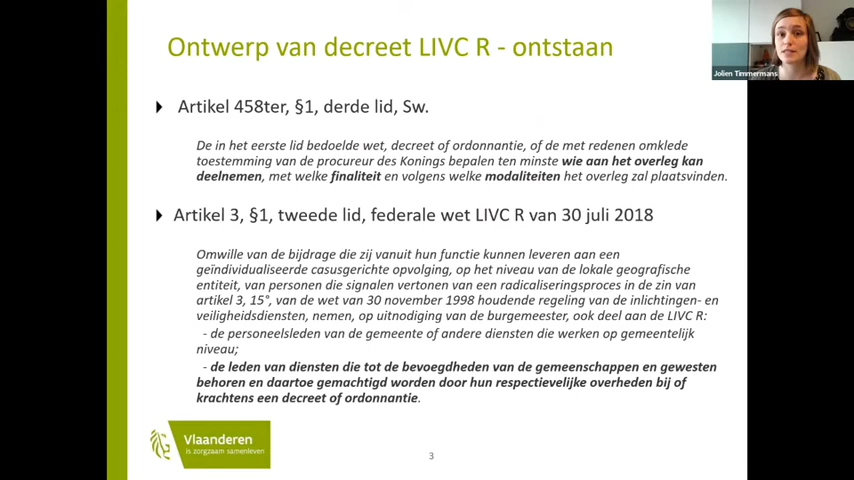 Ontwerp van decreet LIVC R - ontstaan
Jolien Timmermans
Artikel 458ter, §1, derde lid, Sw.
De in het eerste lid bedoelde wet, decreet of ordonnantie, of de met redenen omklede
toestemming van de procureur des Konings bepalen ten minste wie aan het overleg kan
deelnemen, met welke finaliteit en volgens welke modaliteiten het overleg zal plaatsvinden.
Artikel 3, §1, tweede lid, federale wet LIVC R van 30 juli 2018
Omwille van de bijdrage die zij vanuit hun functie kunnen leveren aan een
geïndividualiseerde casusgerichte opvolging, op het niveau van de lokale geografische
entiteit, van personen die signalen vertonen van een radicaliseringsproces in de zin van
artikel 3, 15°, van de wet van 30 november 1998 houdende regeling van de inlichtingen- en
veiligheidsdiensten, nemen, op uitnodiging van de burgemeester, ook deel aan de LIVC R:
- de personeelsleden van de gemeente of andere diensten die werken op gemeentelijk
niveau;
- de leden van diensten die tot de bevoegdheden van de gemeenschappen en gewesten
behoren en daartoe gemachtigd worden door hun respectievelijke overheden bij of
krachtens een decreet of ordonnantie.
Vlaanderen
is zorgzaam samenleven
3